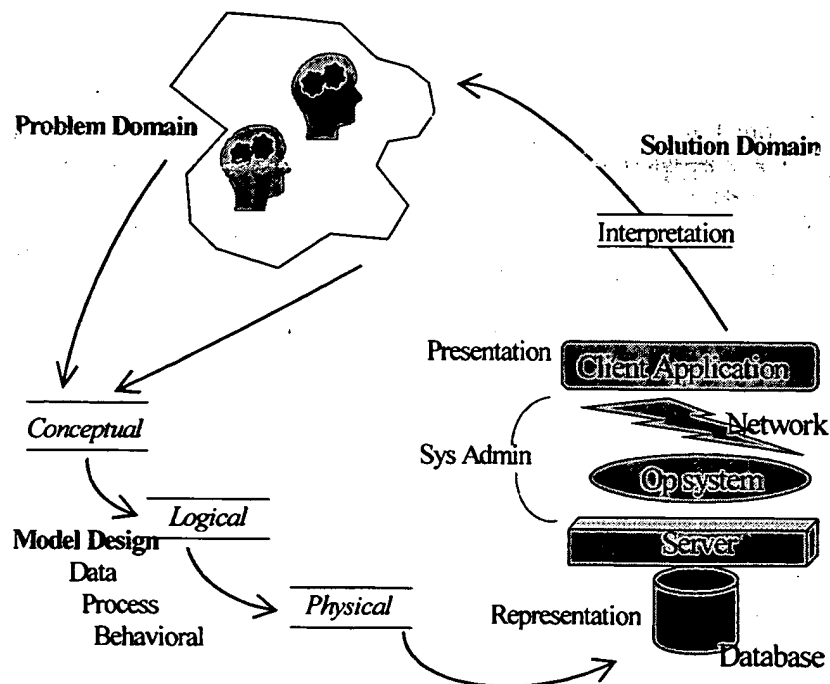 Problem Domain
Solution Domain
Interpretation
Presentation
Client Application
Conceptual
Network
Sys Admin
Op system
Logical
Model Design
Server
Data
Process
Physical
Behavioral
Representation
Database